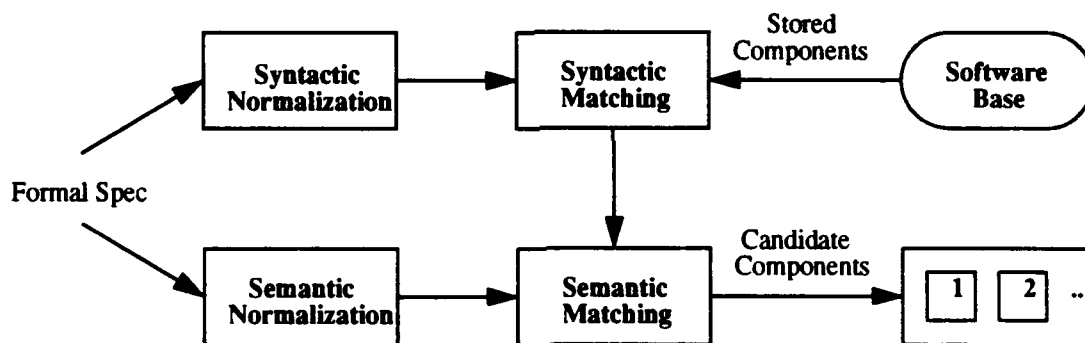 Stored
Components
Syntactic
Normalization
Syntactic
Matching
Software
Base
Formal Spec
Candidate
Components
Semantic
Normalization
Semantic
Matching
1 2 ..